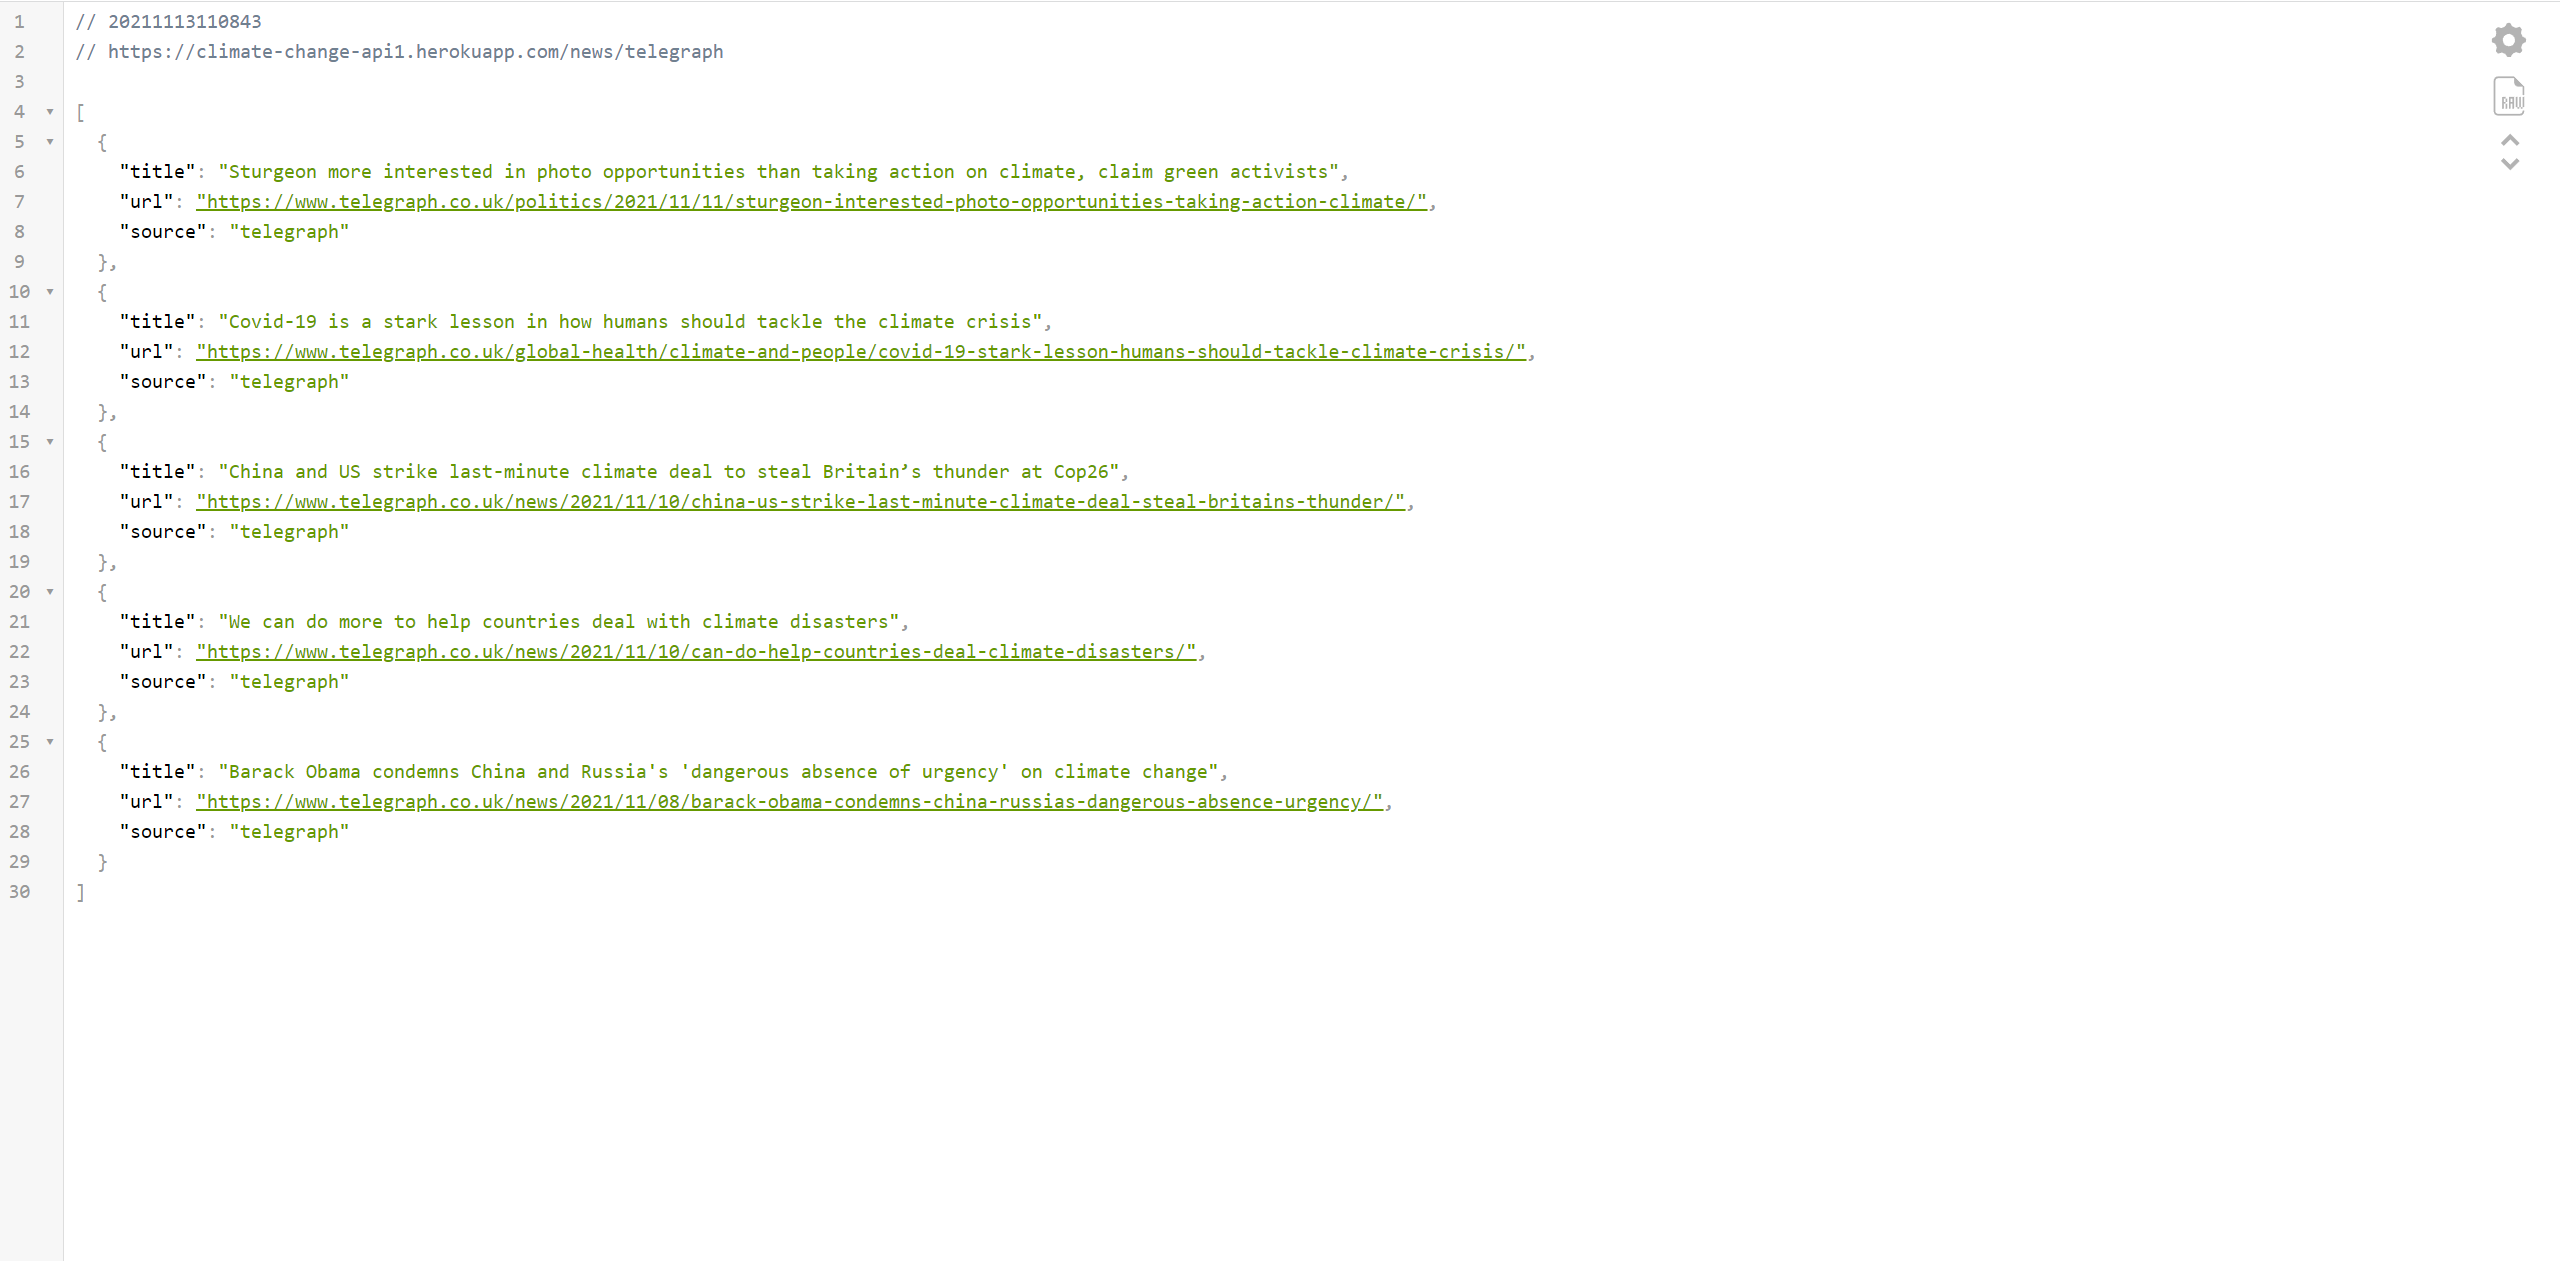 1 // 20211113110843
2 // https://climate-change-api1.herokuapp.com/news/telegraph
3
4 [
5 {
6 "title": "Sturgeon more interested in photo opportunities than taking action on climate, claim green activists",
7 "url": "https://www.telegraph.co.uk/politics/2021/11/11/sturgeon-interested-photo-opportunities-taking-action-climate/",
8 "source": "telegraph"
9 },
10 {
11 "title": "Covid-19 is a stark lesson in how humans should tackle the climate crisis",
12 "url": "https://www.telegraph.co.uk/global-health/climate-and-people/covid-19-stark-lesson-humans-should-tackle-climate-crisis/",
13 "source": "telegraph"
14 },
15 {
16 "title": "China and US strike last-minute climate deal to steal Britain’s thunder at Cop26",
17 "url": "https://www.telegraph.co.uk/news/2021/11/10/china-us-strike-last-minute-climate-deal-steal-britains-thunder/",
18 "source": "telegraph"
19 },
20 {
21 "title": "We can do more to help countries deal with climate disasters",
22 "url": "https://www.telegraph.co.uk/news/2021/11/10/can-do-help-countries-deal-climate-disasters/",
23 "source": "telegraph"
24 },
25 {
26 "title": "Barack Obama condemns China and Russia's 'dangerous absence of urgency' on climate change",
27 "url": "https://www.telegraph.co.uk/news/2021/11/08/barack-obama-condemns-china-russias-dangerous-absence-urgency/",
28 "source": "telegraph"
29 }
30 ]
RAW